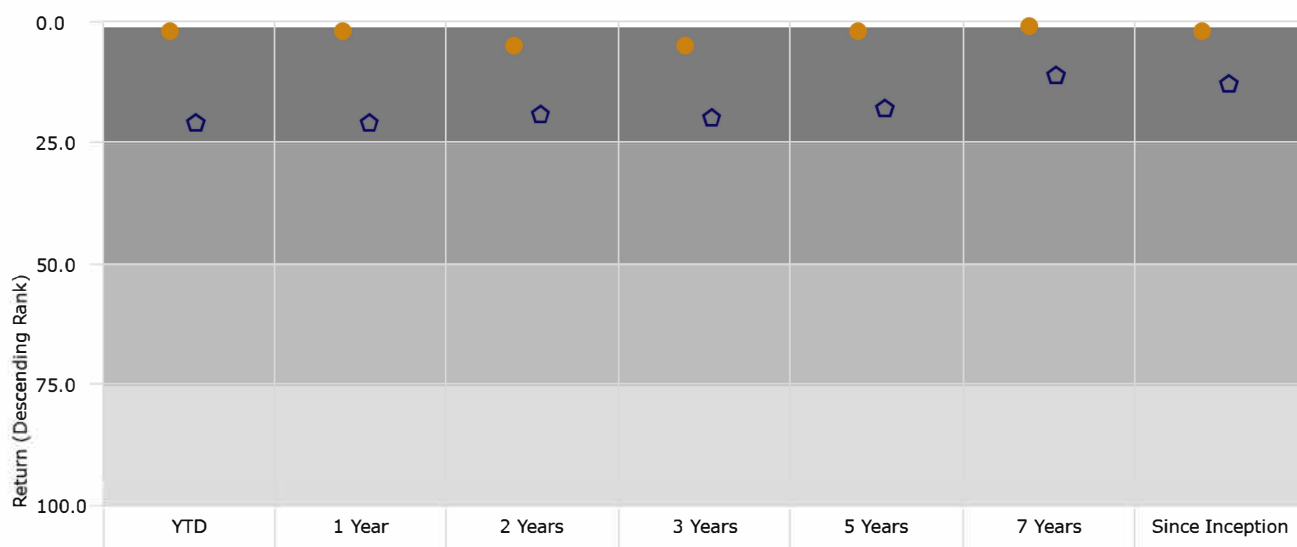 0.0
25.0
50.0
75.0
100.0
Return (Descending Rank)
YTD
1 Year
2 Years
3 Years
5 Years
7 Years
Since Inception